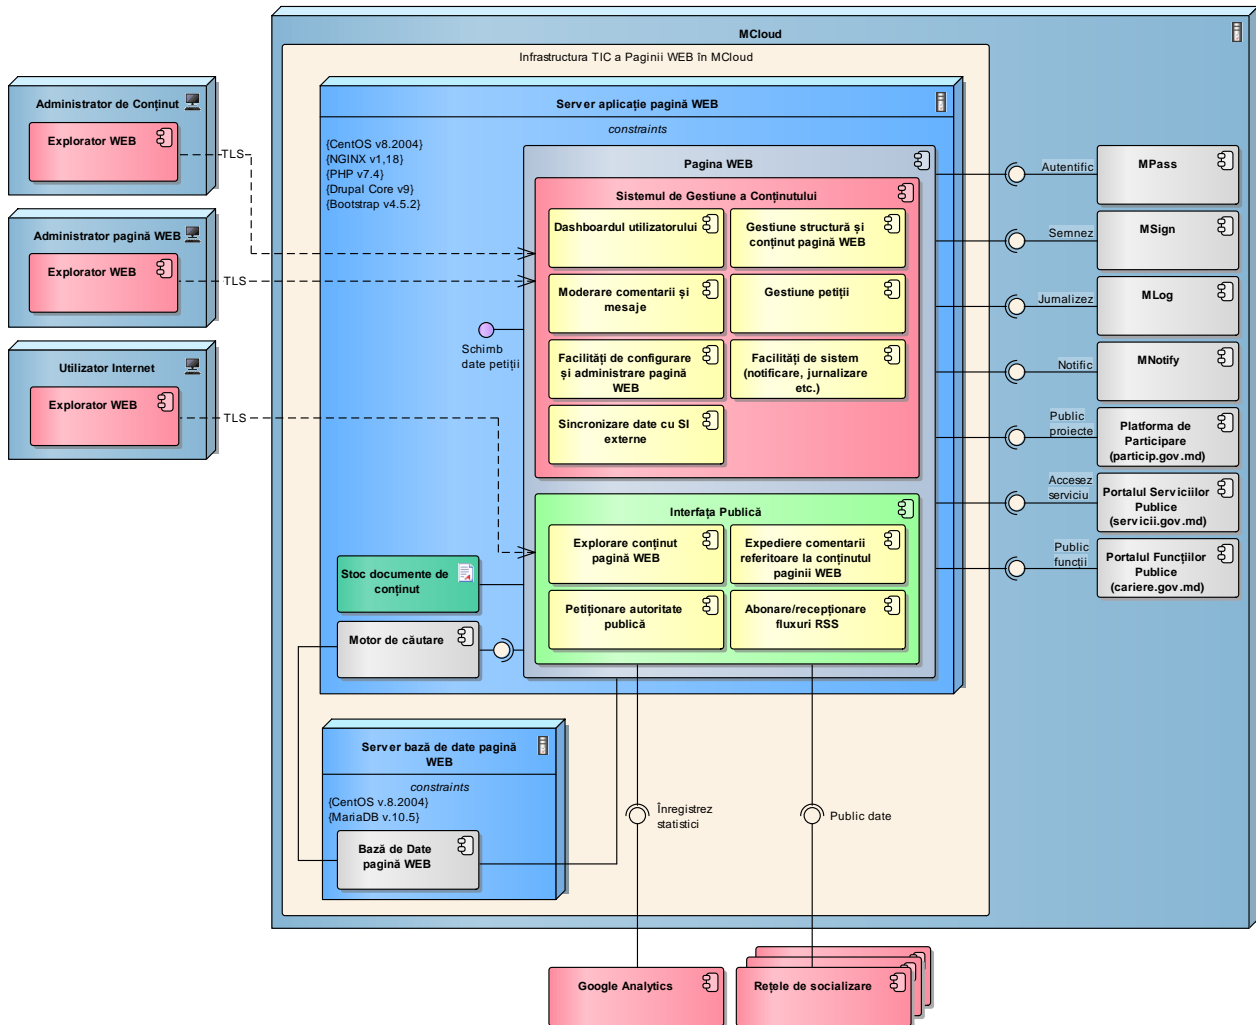 MCloud
Infrastructura TIC a Paginii WEB în MCloud
Administrator de Conținut
Explorator WEB
TLS
Administrator pagină WEB
Explorator WEB
TLS
Utilizator Internet
Explorator WEB
TLS
Server aplicație pagină WEB
constraints
{CentOS v8.2004}
{NGINX v1,18}
{PHP v7.4}
{Drupal Core v9}
{Bootstrap v4.5.2}
Pagina WEB
Sistemul de Gestiune a Conținutului
Dashboardul utilizatorului
Gestiune structură și
conținut pagină WEB
Moderare comentarii și
mesaje
Gestiune petiții
Facilități de configurare
și administrare pagină
WEB
Facilități de sistem
(notificare, jurnalizare
etc.)
Sincronizare date cu SI
externe
Schimb
date petiții
Interfața Publică
Explorare conținut
pagină WEB
Expediere comentarii
referitoare la conținutul
paginii WEB
Petiționare autoritate
publică
Abonare/recepționare
fluxuri RSS
Stoc documente de
conținut
Motor de căutare
Server bază de date pagină
WEB
constraints
{CentOS v.8.2004}
{MariaDB v.10.5}
Bază de Date
pagină WEB
Autentific
MPass
Semnez
MSign
Jurnalizez
MLog
Notific
MNotify
Public
proiecte
Platforma de
Participare
(particip.gov.md)
Accesez
serviciu
Portalul Serviciilor
Publice
(servicii.gov.md)
Public
funcții
Portalul Funcțiilor
Publice
(cariere.gov.md)
Înregistrez
statistici
Public date
Google Analytics
Rețele de socializare